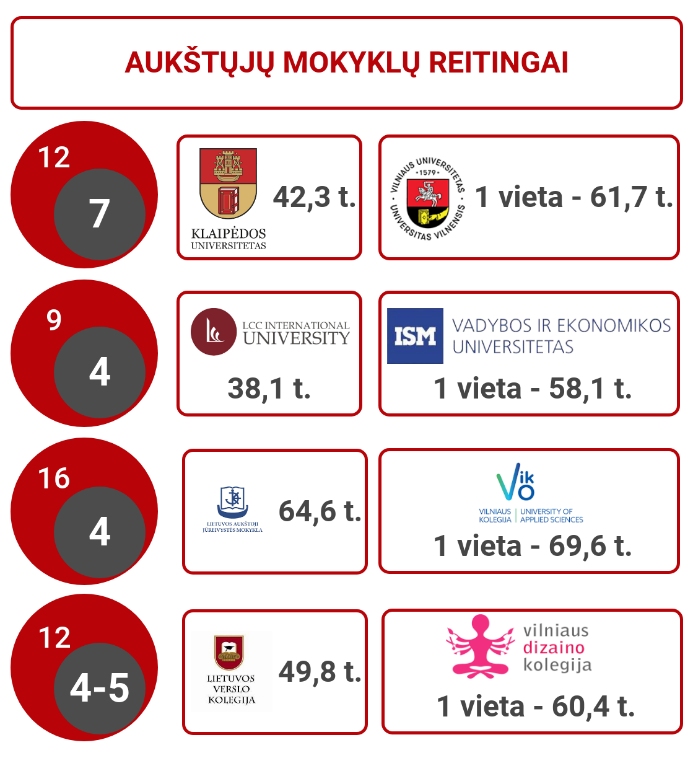 AUKŠTŲJŲ MOKYKLŲ REITINGAI
12
7
KLAIPĖDOS
UNIVERSITETAS
42,3 t.
VILNIAUS UNIVERSITETAS
1579
UNIVERSITAS VILNENSIS
1 vieta - 61,7 t.
9
4
lcc
LCC INTERNATIONAL
UNIVERSITY
38,1 t.
ISM
VADYBOS IR EKONOMIKOS
UNIVERSITETAS
1 vieta - 58,1 t.
16
4
LIETUVOS AUKŠTOJI
JŪREIVYSTĖS MOKYKLA
64,6 t.
Viko
VILNIAUS | UNIVERSITY OF
KOLEGIJA | APPLIED SCIENCES
1 vieta - 69,6 t.
12
4-5
LIETUVOS
VERSLO
KOLEGIJA
49,8 t.
vilniaus
dizaino
kolegija
1 vieta - 60,4 t.